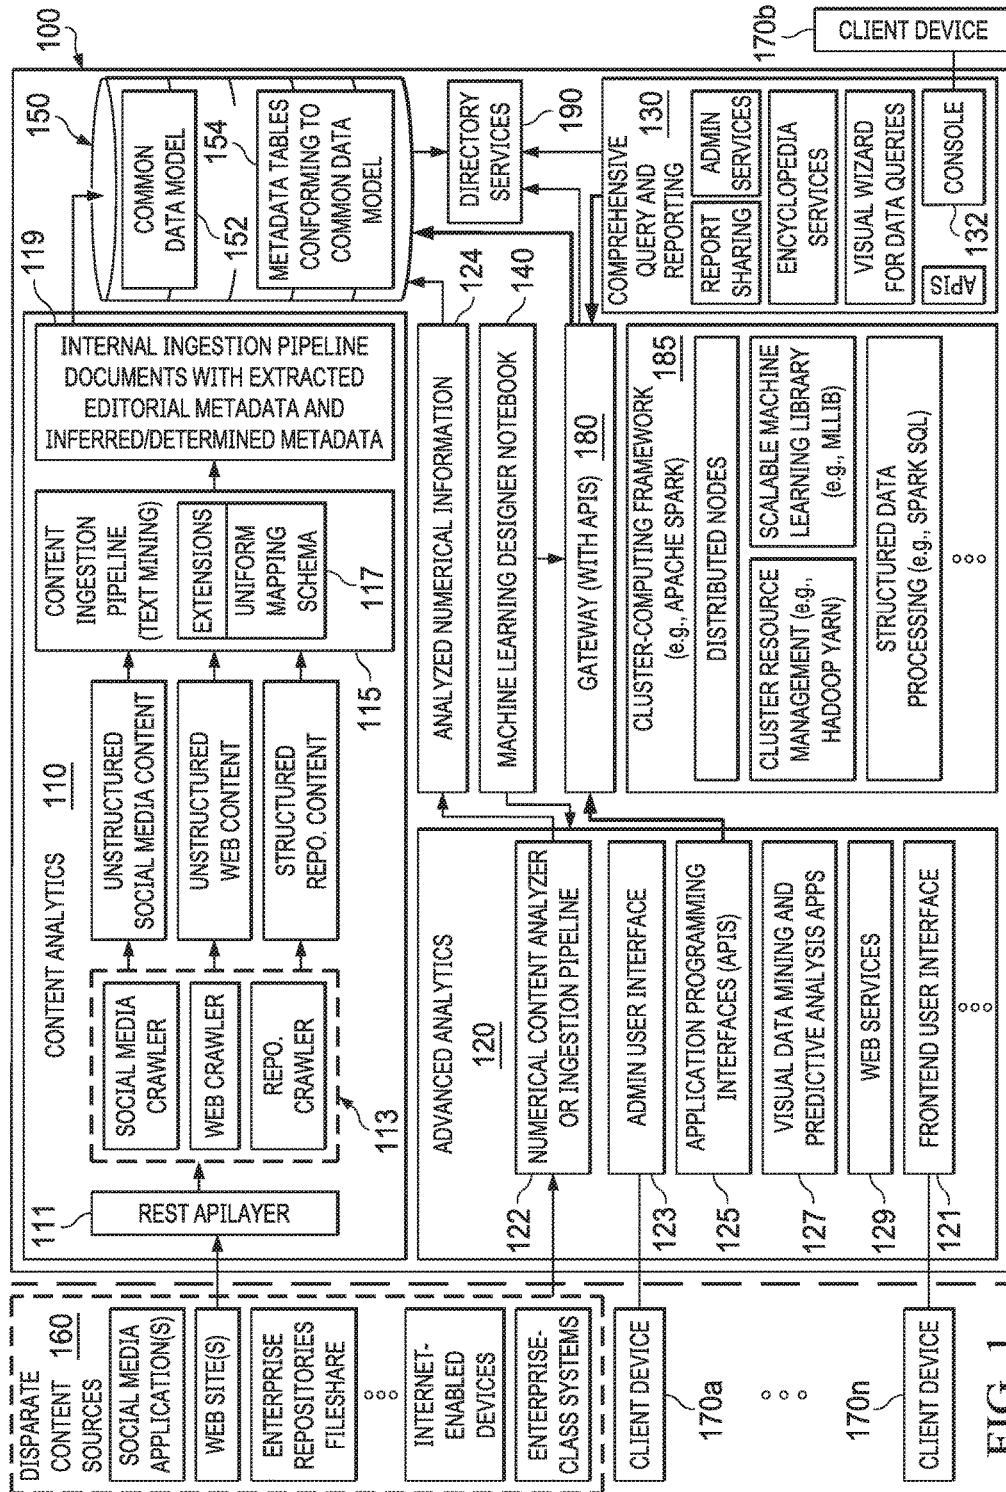 DISPARATE
CONTENT
SOURCES
160
SOCIAL MEDIA
APPLICATION(S)
WEB SITE(S)
ENTERPRISE
REPOSITORIES
FILESHARE
INTERNET-
ENABLED
DEVICES
ENTERPRISE-
CLASS SYSTEMS
CLIENT DEVICE
170a
170n
CLIENT DEVICE
FIG. 1
100
CONTENT ANALYTICS
110
111
REST APILAYER
SOCIAL MEDIA
CRAWLER
WEB CRAWLER
REPO.
CRAWLER
113
UNSTRUCTURED
SOCIAL MEDIA CONTENT
UNSTRUCTURED
WEB CONTENT
STRUCTURED
REPO. CONTENT
115
CONTENT
INGESTION
PIPELINE
(TEXT MINING)
EXTENSIONS
UNIFORM
MAPPING
SCHEMA
117
119
INTERNAL INGESTION PIPELINE
DOCUMENTS WITH EXTRACTED
EDITORIAL METADATA AND
INFERRED/DETERMINED METADATA
150
COMMON
DATA MODEL
152
154
METADATA TABLES
CONFORMING TO
COMMON DATA
MODEL
ADVANCED ANALYTICS
120
122
NUMERICAL CONTENT ANALYZER
OR INGESTION PIPELINE
123
ADMIN USER INTERFACE
125
APPLICATION PROGRAMMING
INTERFACES (APIS)
127
VISUAL DATA MINING AND
PREDICTIVE ANALYSIS APPS
129
WEB SERVICES
121
FRONTEND USER INTERFACE
ANALYZED NUMERICAL INFORMATION
124
MACHINE LEARNING DESIGNER NOTEBOOK
140
GATEWAY (WITH APIS) 180
CLUSTER-COMPUTING FRAMEWORK
(e.g., APACHE SPARK) 185
DISTRIBUTED NODES
CLUSTER RESOURCE
MANAGEMENT (e.g.,
HADOOP YARN)
SCALABLE MACHINE
LEARNING LIBRARY
(e.g., MLLIB)
STRUCTURED DATA
PROCESSING (e.g., SPARK SQL)
DIRECTORY
SERVICES
190
COMPREHENSIVE
QUERY AND
REPORTING
130
REPORT
SHARING
ADMIN
SERVICES
ENCYCLOPEDIA
SERVICES
VISUAL WIZARD
FOR DATA QUERIES
APIS
132
CONSOLE
170b
CLIENT DEVICE